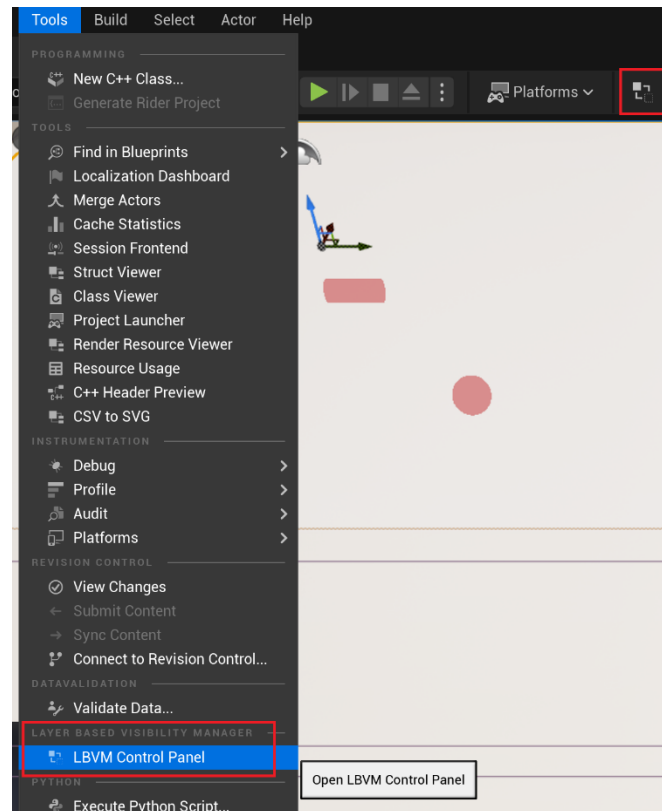 Tools Build Select Actor Help
PROGRAMMING
New C++ Class...
Generate Rider Project
Platforms
TOOLS
Find in Blueprints
Localization Dashboard
Merge Actors
Cache Statistics
Session Frontend
Struct Viewer
Class Viewer
Project Launcher
Render Resource Viewer
Resource Usage
C++ Header Preview
CSV to SVG
INSTRUMENTATION
Debug
Profile
Audit
Platforms
REVISION CONTROL
View Changes
Submit Content
Sync Content
Connect to Revision Control...
DATAVALIDATION
Validate Data...
LAYER BASED VISIBILITY MANAGER
LBVM Control Panel
Open LBVM Control Panel
PYTHON
Execute Python Script...